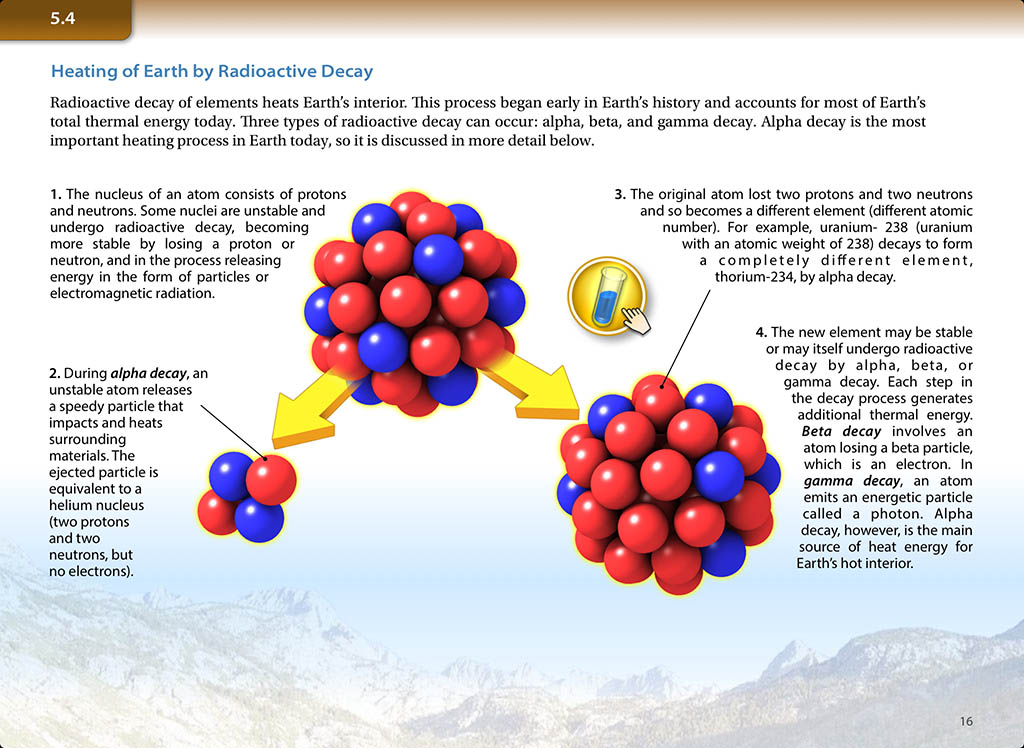 5.4
Heating of Earth by Radioactive Decay
Radioactive decay of elements heats Earth’s interior. This process began early in Earth’s history and accounts for most of Earth’s
total thermal energy today. Three types of radioactive decay can occur: alpha, beta, and gamma decay. Alpha decay is the most
important heating process in Earth today, so it is discussed in more detail below.
1. The nucleus of an atom consists of protons
and neutrons. Some nuclei are unstable and
undergo radioactive decay, becoming
more stable by losing a proton or
neutron, and in the process releasing
energy in the form of particles or
electromagnetic radiation.
2. During alpha decay, an
unstable atom releases
a speedy particle that
impacts and heats
surrounding
materials. The
ejected particle is
equivalent to a
helium nucleus
(two protons
and two
neutrons, but
no electrons).
3. The original atom lost two protons and two neutrons
and so becomes a different element (different atomic
number). For example, uranium- 238 (uranium
with an atomic weight of 238) decays to form
a completely different element,
thorium-234, by alpha decay.
4. The new element may be stable
or may itself undergo radioactive
decay by alpha, beta, or
gamma decay. Each step in
the decay process generates
additional thermal energy.
Beta decay involves an
atom losing a beta particle,
which is an electron. In
gamma decay, an atom
emits an energetic particle
called a photon. Alpha
decay, however, is the main
source of heat energy for
Earth’s hot interior.
16